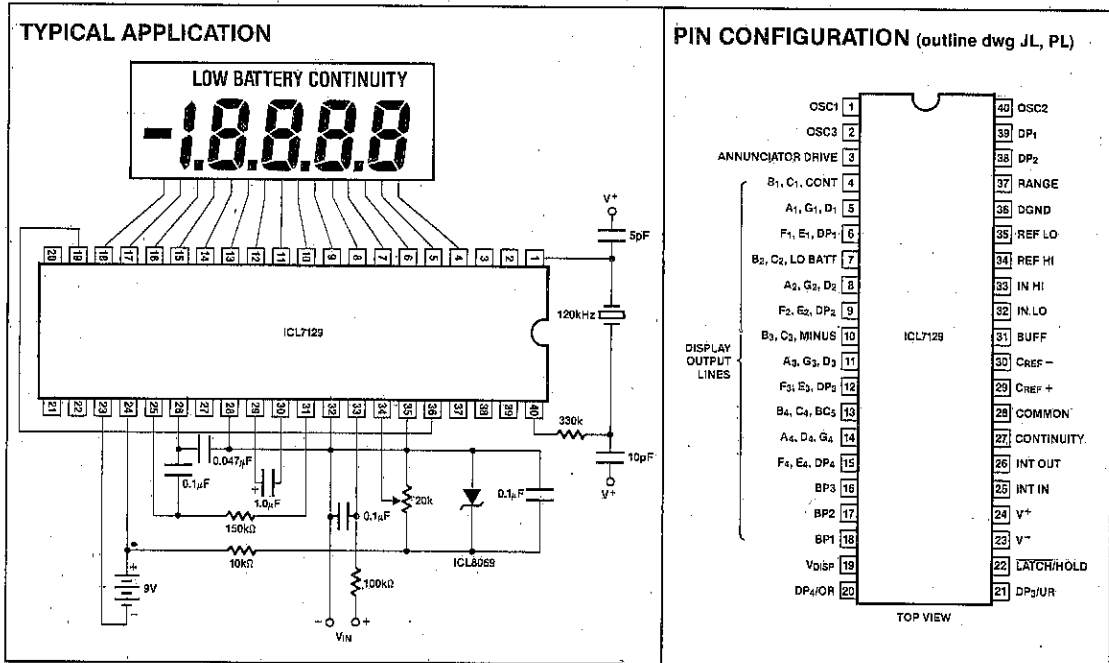 TYPICAL APPLICATION
LOW BATTERY CONTINUITY
-1.8.8.8.8
V+
5pF
20 19 18 17 16 15 14 13 12 11 10 9 8 7 6 5 4 3 2 1
120kHz
ICL7129
21 22 23 24 25 26 27 28 29 30 31 32 33 34 35 36 37 38 39 40
330k
10pF
V+
0.047µF
0.1µF
1.0µF
+
150kΩ
0.1µF
20k
0.1µF
10kΩ
ICL8069
+
9V
-
100kΩ
- +
VIN
PIN CONFIGURATION (outline dwg JL, PL)
OSC1 1 40 OSC2
OSC3 2 39 DP1
ANNUNCIATOR DRIVE 3 38 DP2
B1, C1, CONT 4 37 RANGE
A1, G1, D1 5 36 DGND
F1, E1, DP1 6 35 REF LO
B2, C2, LO BATT 7 34 REF HI
A2, G2, D2 8 33 IN HI
F2, E2, DP2 9 32 IN LO
B3, C3, MINUS 10 31 BUFF
DISPLAY
OUTPUT
LINES
ICL7129
A3, G3, D3 11 30 CREF-
F3, E3, DP3 12 29 CREF+
B4, C4, BC5 13 28 COMMON
A4, D4, G4 14 27 CONTINUITY
F4, E4, DP4 15 26 INT OUT
BP3 16 25 INT IN
BP2 17 24 V+
BP1 18 23 V-
VDISP 19 22 LATCH/HOLD
DP4/OR 20 21 DP3/UR
TOP VIEW